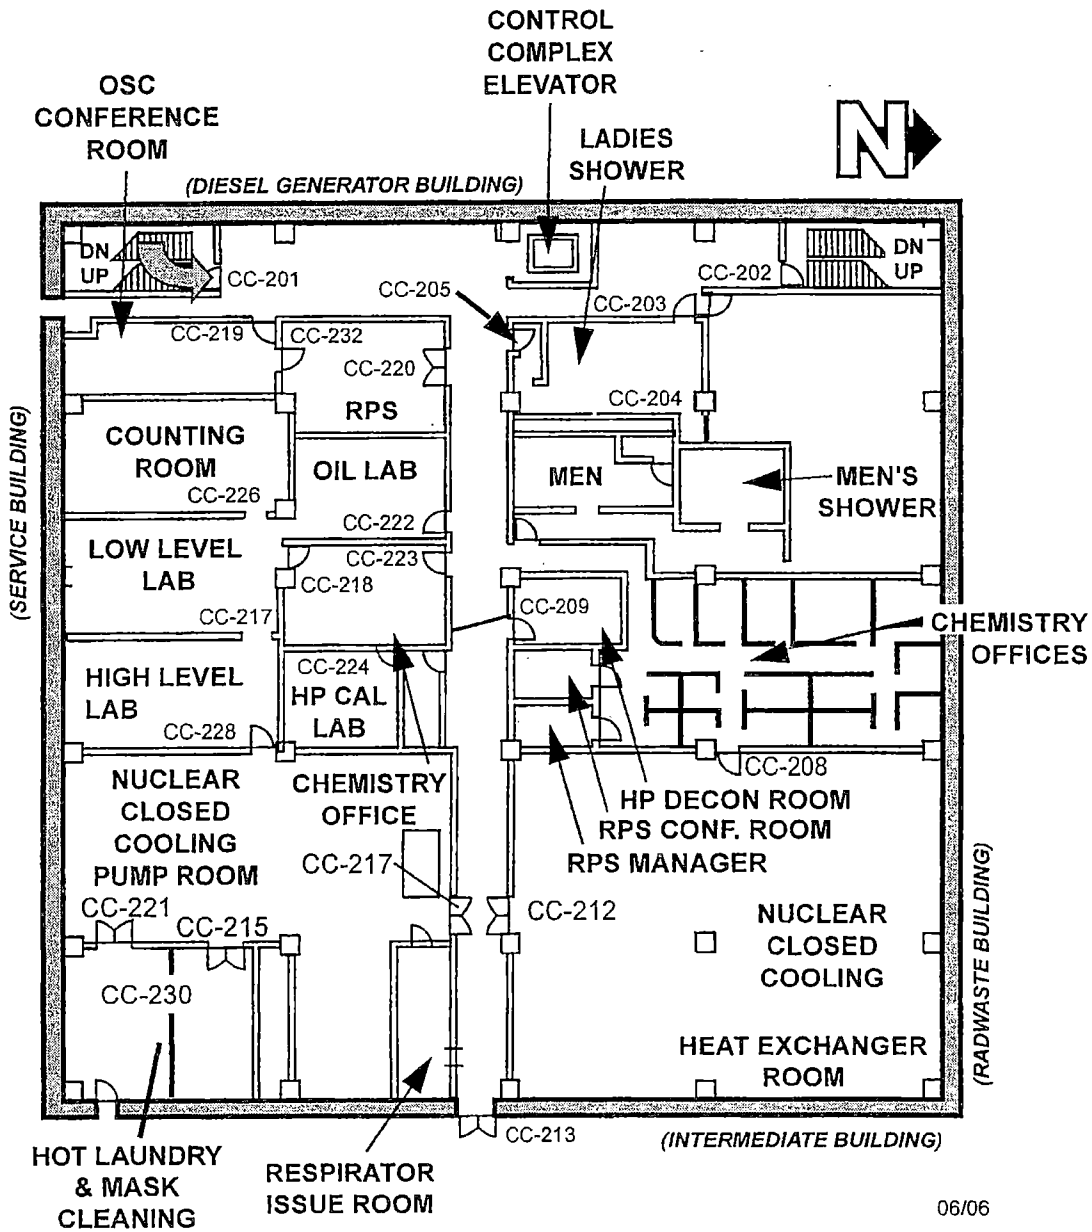 CONTROL
COMPLEX
ELEVATOR
OSC
CONFERENCE
ROOM
LADIES
SHOWER
N
(DIESEL GENERATOR BUILDING)
DN
UP
CC-201
CC-202
DN
UP
CC-205
CC-203
CC-219
CC-232
CC-220
RPS
CC-204
COUNTING
ROOM
CC-226
OIL LAB
CC-222
MEN
MEN'S
SHOWER
(SERVICE BUILDING)
LOW LEVEL
LAB
CC-217
CC-223
CC-218
CC-209
CHEMISTRY
OFFICES
HIGH LEVEL
LAB
CC-228
CC-224
HP CAL
LAB
CHEMISTRY
OFFICE
CC-208
HP DECON ROOM
RPS CONF. ROOM
RPS MANAGER
NUCLEAR
CLOSED
COOLING
PUMP ROOM
CC-217
CC-212
CC-221
CC-215
CC-230
NUCLEAR
CLOSED
COOLING
HEAT EXCHANGER
ROOM
(RADWASTE BUILDING)
CC-213
(INTERMEDIATE BUILDING)
HOT LAUNDRY
& MASK
CLEANING
RESPIRATOR
ISSUE ROOM
06/06